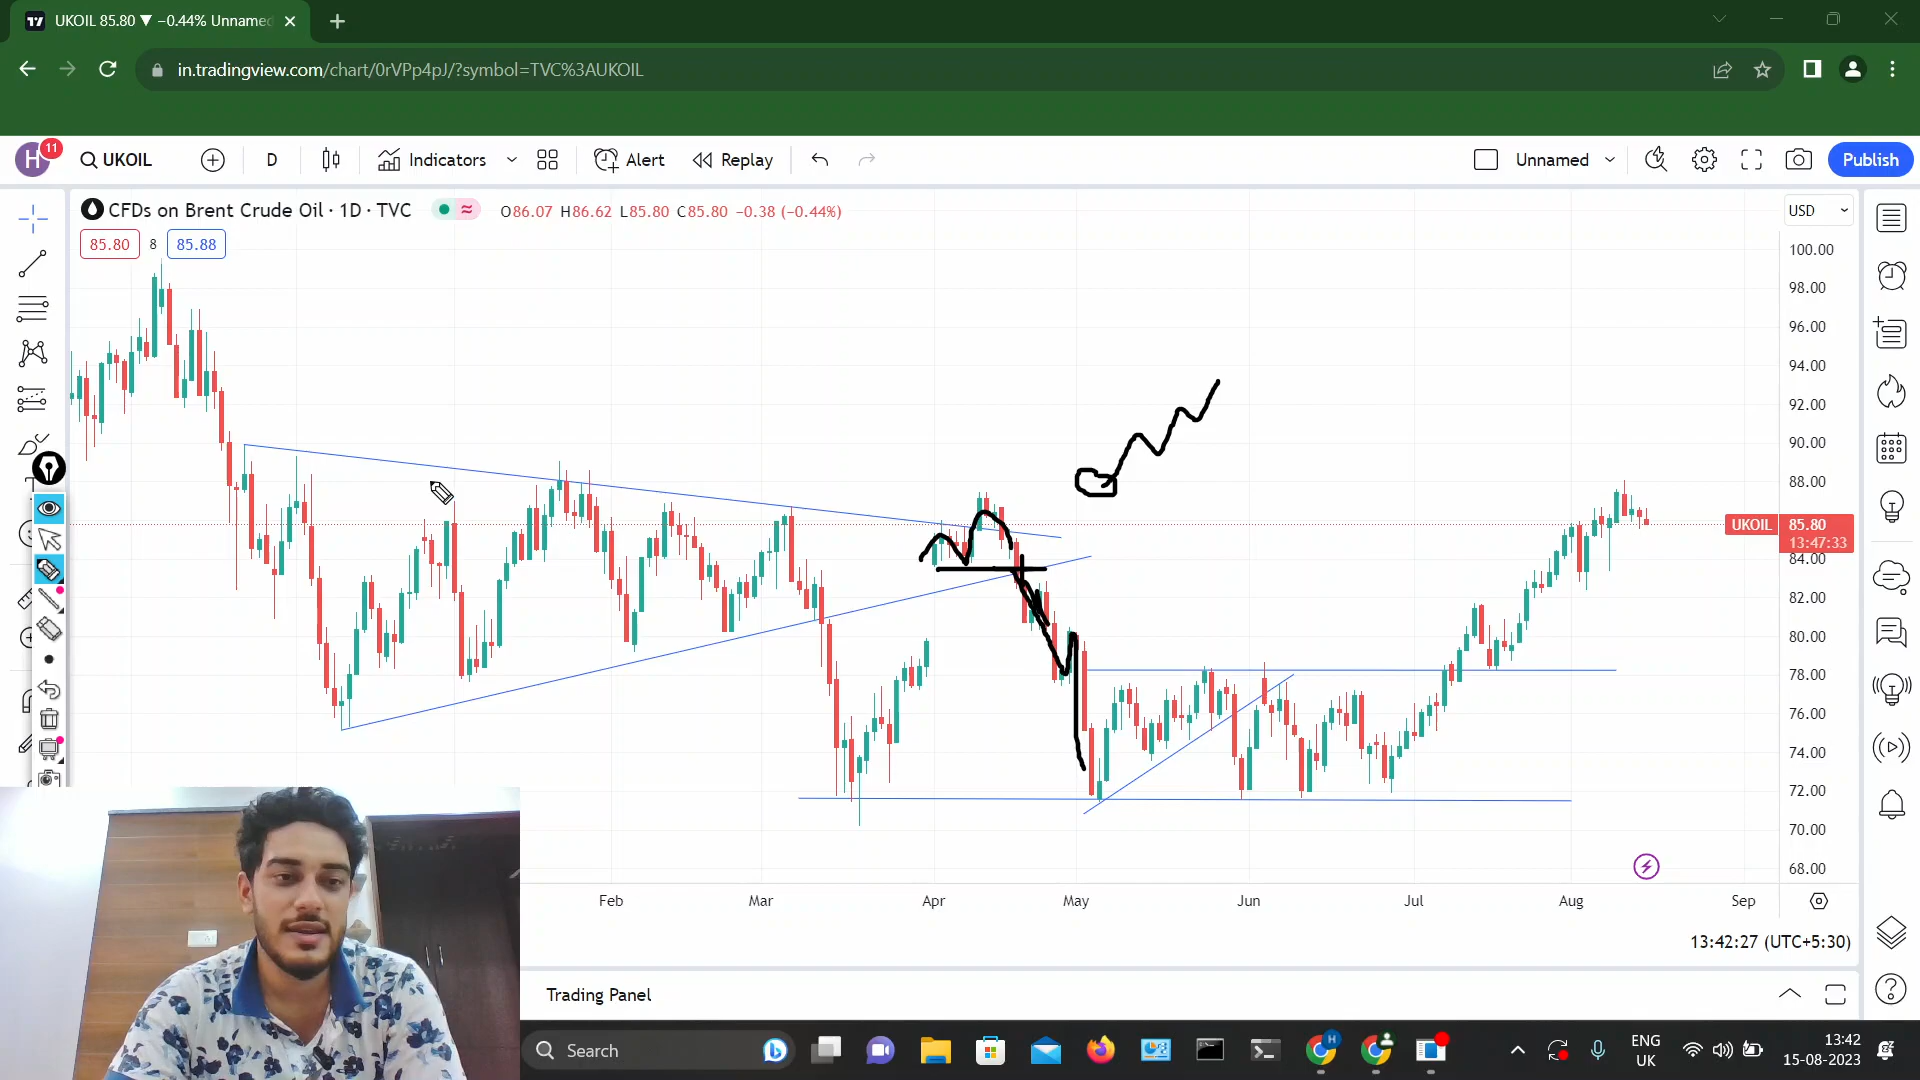 UKOIL 85.80 ▼ −0.44% Unname
in.tradingview.com/chart/0rVPp4pJ/?symbol=TVC%3AUKOIL
H 11 UKOIL D Indicators Alert Replay Unnamed Publish
CFDs on Brent Crude Oil · 1D · TVC O86.07 H86.62 L85.80 C85.80 −0.38 (−0.44%) USD
85.80 8 85.88
100.00
98.00
96.00
94.00
92.00
90.00
88.00
UKOIL 85.80
13:47:33
84.00
82.00
80.00
78.00
76.00
74.00
72.00
70.00
68.00
Feb Mar Apr May Jun Jul Aug Sep
13:42:27 (UTC+5:30)
Trading Panel
Search H ENG UK 13:42 15-08-2023